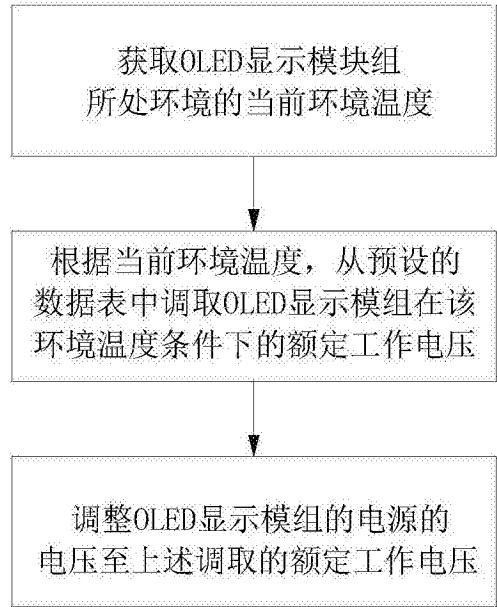 获取OLED显示模块组
所处环境的当前环境温度
根据当前环境温度，从预设的
数据表中调取OLED显示模组在该
环境温度条件下的额定工作电压
调整OLED显示模组的电源的
电压至上述调取的额定工作电压